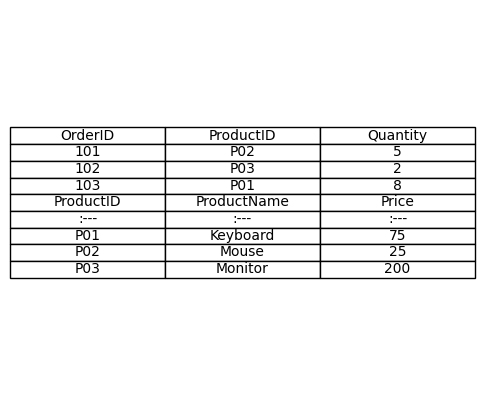 OrderID ProductID Quantity
101 P02 5
102 P03 2
103 P01 8
ProductID ProductName Price
:--- :--- :---
P01 Keyboard 75
P02 Mouse 25
P03 Monitor 200